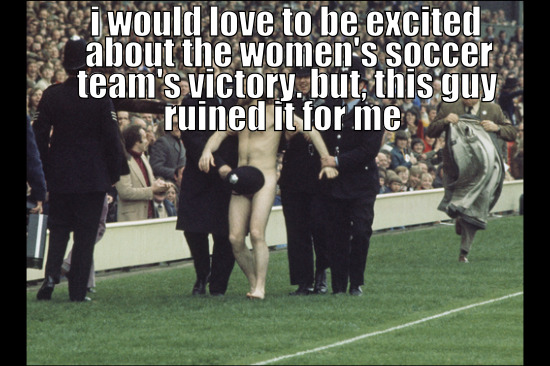 i would love to be excited
about the women's soccer
team's victory. but, this guy
ruined it for me